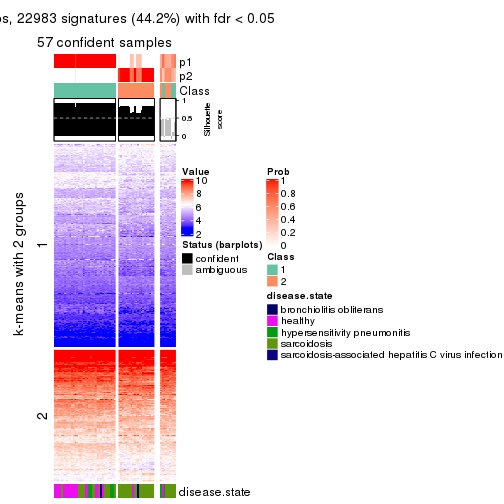 s, 22983 signatures (44.2%) with fdr < 0.05
57 confident samples
p1
p2
Class
1
0.5
0
Silhouette
score
k-means with 2 groups
1
2
Value
10
8
6
4
2
Status (barplots)
confident
ambiguous
Prob
1
0.8
0.6
0.4
0.2
0
Class
1
2
disease.state
bronchiolitis obliterans
healthy
hypersensitivity pneumonitis
sarcoidosis
sarcoidosis-associated hepatitis C virus infection
disease.state